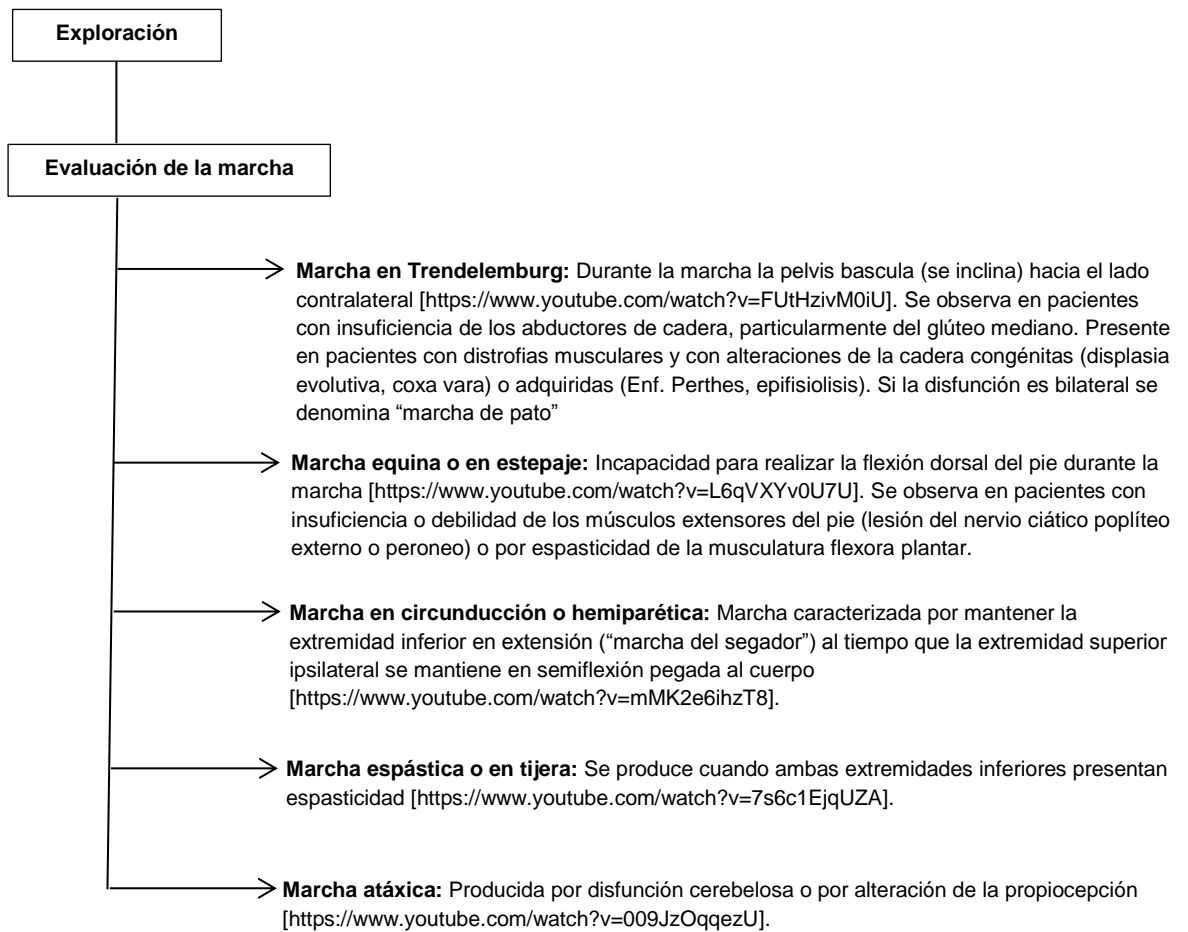 Exploración
Evaluación de la marcha
Marcha en Trendelemburg: Durante la marcha la pelvis bascula (se inclina) hacia el lado
contralateral [https://www.youtube.com/watch?v=FUtHzivM0iU]. Se observa en pacientes
con insuficiencia de los abductores de cadera, particularmente del glúteo mediano. Presente
en pacientes con distrofias musculares y con alteraciones de la cadera congénitas (displasia
evolutiva, coxa vara) o adquiridas (Enf. Perthes, epifisiolisis). Si la disfunción es bilateral se
denomina “marcha de pato”
Marcha equina o en estepaje: Incapacidad para realizar la flexión dorsal del pie durante la
marcha [https://www.youtube.com/watch?v=L6qVXYv0U7U]. Se observa en pacientes con
insuficiencia o debilidad de los músculos extensores del pie (lesión del nervio ciático poplíteo
externo o peroneo) o por espasticidad de la musculatura flexora plantar.
Marcha en circunducción o hemiparética: Marcha caracterizada por mantener la
extremidad inferior en extensión (“marcha del segador”) al tiempo que la extremidad superior
ipsilateral se mantiene en semiflexión pegada al cuerpo
[https://www.youtube.com/watch?v=mMK2e6ihzT8].
Marcha espástica o en tijera: Se produce cuando ambas extremidades inferiores presentan
espasticidad [https://www.youtube.com/watch?v=7s6c1EjqUZA].
Marcha atáxica: Producida por disfunción cerebelosa o por alteración de la propiocepción
[https://www.youtube.com/watch?v=009JzOqqezU].